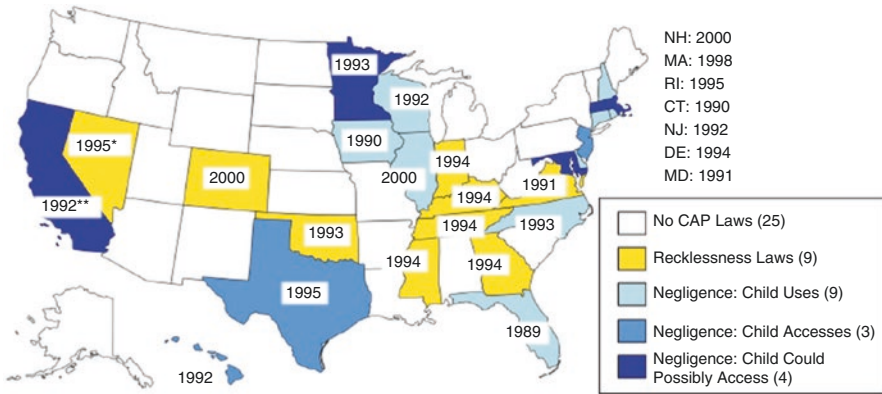 1993
NH: 2000
MA: 1998
1992
RI: 1995
CT: 1990
1995*
1990
NJ: 1992
1994
DE: 1994
2000
2000
1991
MD: 1991
1994
1992**
1993
1994
1993
1994
1994
1995
1989
1992
No CAP Laws (25)
Recklessness Laws (9)
Negligence: Child Uses (9)
Negligence: Child Accesses (3)
Negligence: Child Could
Possibly Access (4)